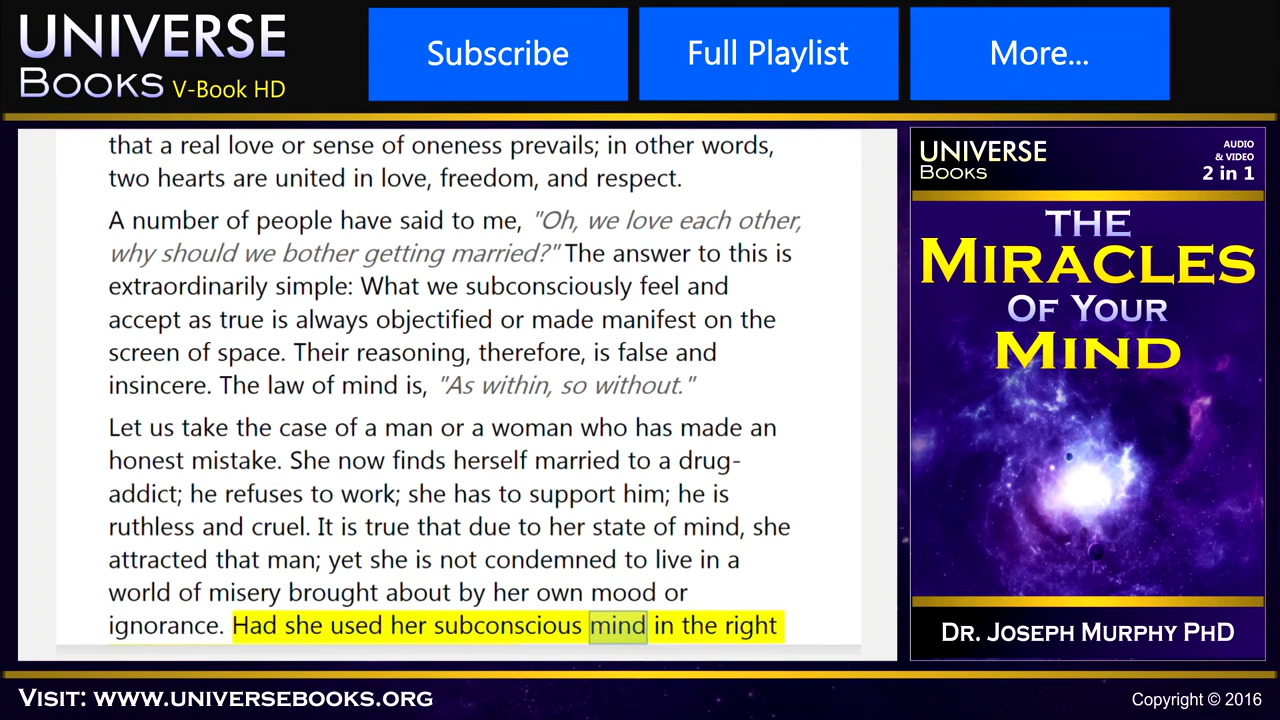 UNIVERSE
BOOKS V-Book HD
Subscribe
Full Playlist
More...
that a real love or sense of oneness prevails; in other words,
two hearts are united in love, freedom, and respect.
A number of people have said to me, "Oh, we love each other,
why should we bother getting married?" The answer to this is
extraordinarily simple: What we subconsciously feel and
accept as true is always objectified or made manifest on the
screen of space. Their reasoning, therefore, is false and
insincere. The law of mind is, "As within, so without."
Let us take the case of a man or a woman who has made an
honest mistake. She now finds herself married to a drug-
addict; he refuses to work; she has to support him; he is
ruthless and cruel. It is true that due to her state of mind, she
attracted that man; yet she is not condemned to live in a
world of misery brought about by her own mood or
ignorance. Had she used her subconscious mind in the right
UNIVERSE
BOOKS
AUDIO
& VIDEO
2 in 1
THE
MIRACLES
OF YOUR
MIND
DR. JOSEPH MURPHY PHD
VISIT: WWW.UNIVERSEBOOKS.ORG
Copyright © 2016